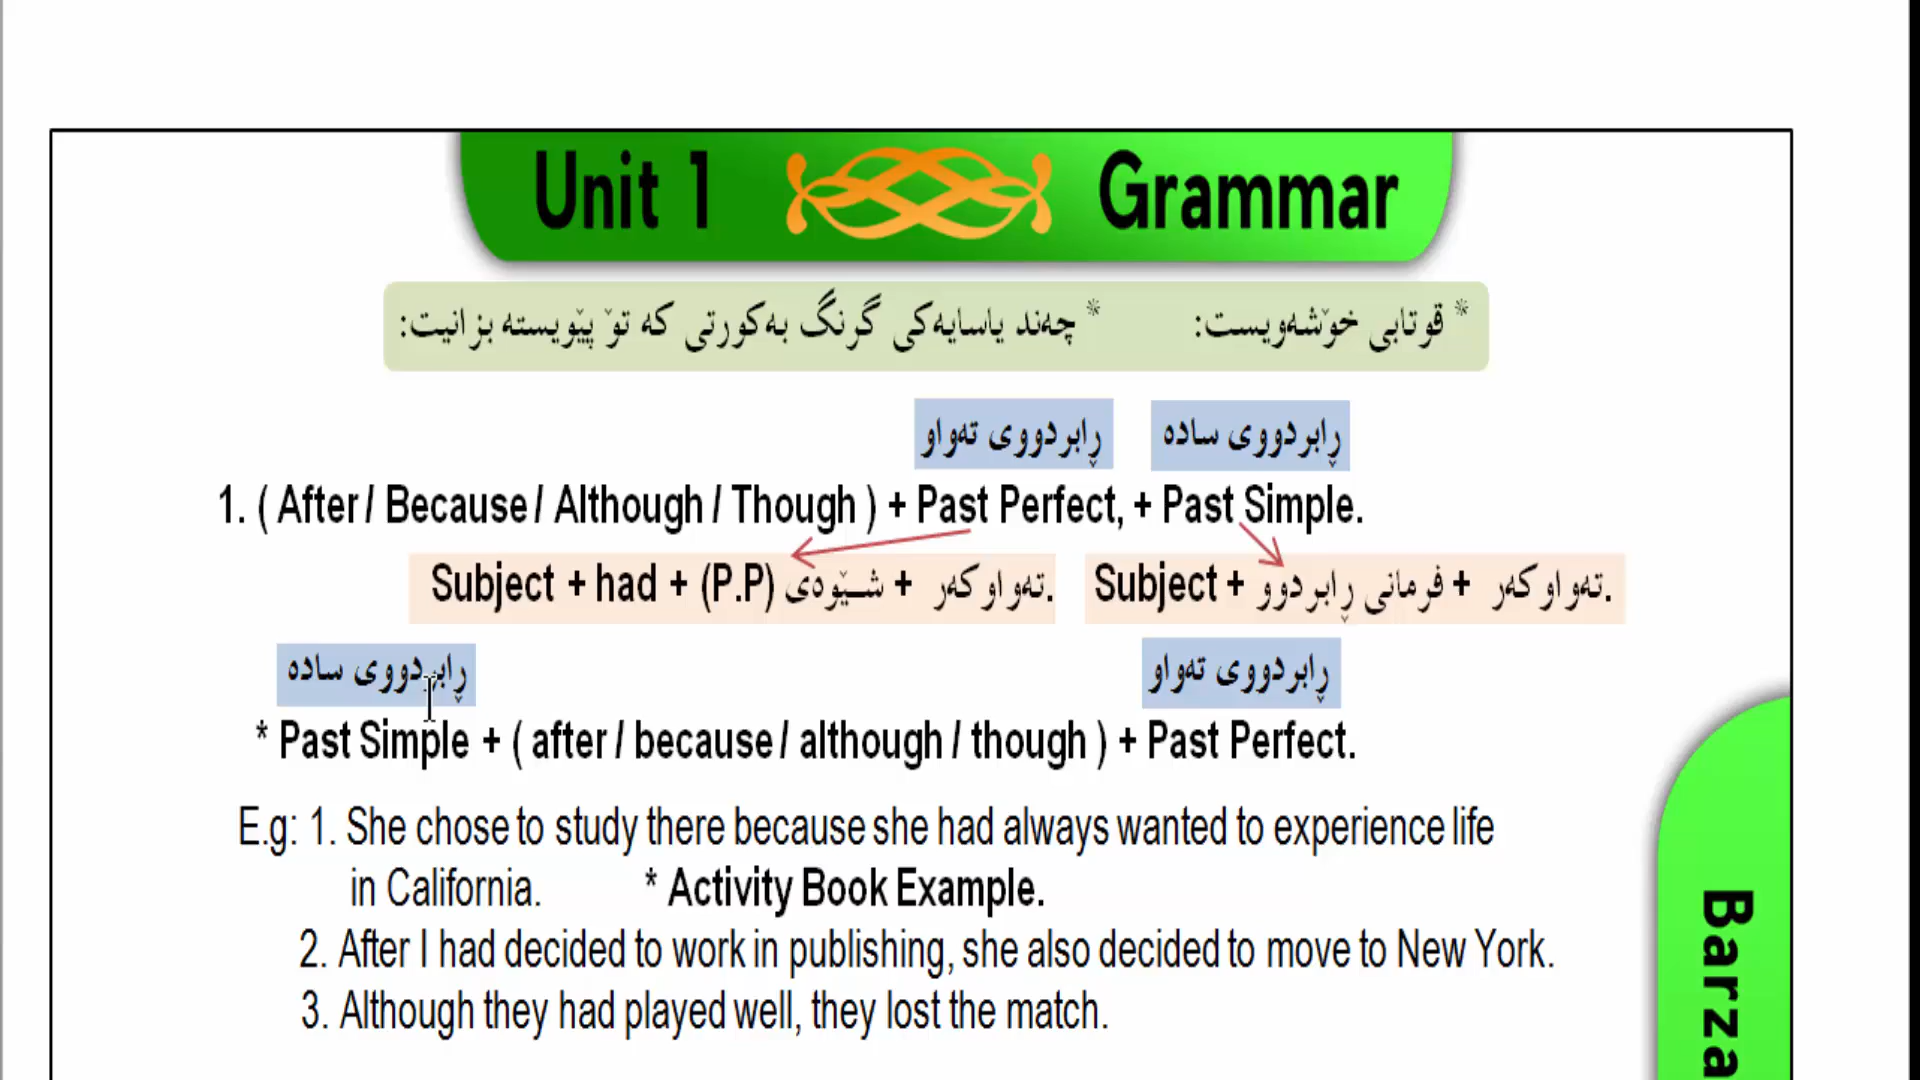 Unit 1 Grammar
* قوتابی خۆشەویست: * چەند یاسایەکی گرنگ بەکورتی کە تۆ پێویستە بزانیت:
ڕابردووی تەواو ڕابردووی سادە
1. ( After / Because / Although / Though ) + Past Perfect, + Past Simple.
Subject + had + (P.P) شـێوەی + تەواوکەر. Subject + فرمانی ڕابردوو + تەواوکەر.
ڕابردووی سادە ڕابردووی تەواو
* Past Simple + ( after / because / although / though ) + Past Perfect.
E.g: 1. She chose to study there because she had always wanted to experience life
in California. * Activity Book Example.
2. After I had decided to work in publishing, she also decided to move to New York.
3. Although they had played well, they lost the match.
Barza